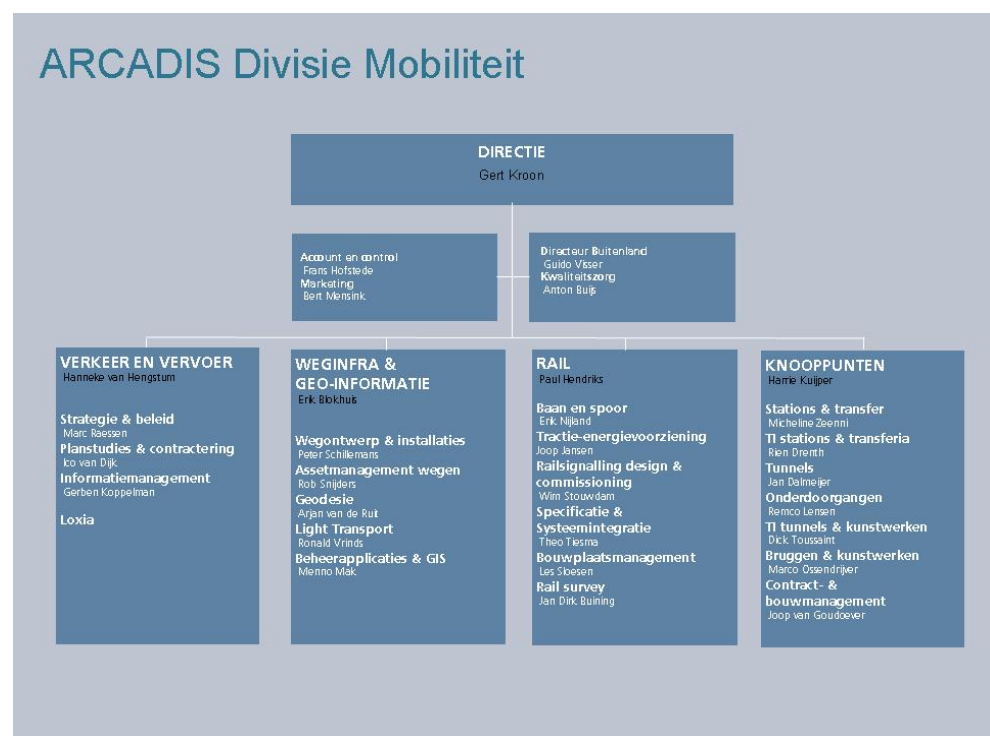 ARCADIS Divisie Mobiliteit
DIRECTIE
Gert Kroon
Account en control
Frans Hofstede
Marketing
Bert Mensink
Directeur Buitenland
Guido Visser
Kwaliteitszorg
Anton Buijs
VERKEER EN VERVOER
Hanneke van Hengstum
Strategie & beleid
Marc Raessen
Planstudies & contractering
Ico van Dijk
Informatiemanagement
Gerben Koppelman
Loxia
WEGINFRA &
GEO-INFORMATIE
Erik Blokhuis
Wegontwerp & installaties
Peter Schillemans
Assetmanagement wegen
Rob Snijders
Geodesie
Arjan van de Ruit
Light Transport
Ronald Vrinds
Beheerapplicaties & GIS
Menno Mak
RAIL
Paul Hendriks
Baan en spoor
Erik Nijland
Tractie-energievoorziening
Joop Jansen
Railsignalling design &
commissioning
Wim Stouwdam
Specificatie &
Systeemintegratie
Theo Tiesma
Bouwplaatsmanagement
Les Sloesen
Rail survey
Jan Dirk Buining
KNOOPPUNTEN
Harrie Kuijper
Stations & transfer
Micheline Zeenni
TI stations & transferia
Rien Drenth
Tunnels
Jan Dalmeijer
Onderdoorgangen
Remco Lensen
TI tunnels & kunstwerken
Dick Toussaint
Bruggen & kunstwerken
Marco Ossendrijver
Contract- &
bouwmanagement
Joop van Goudoever